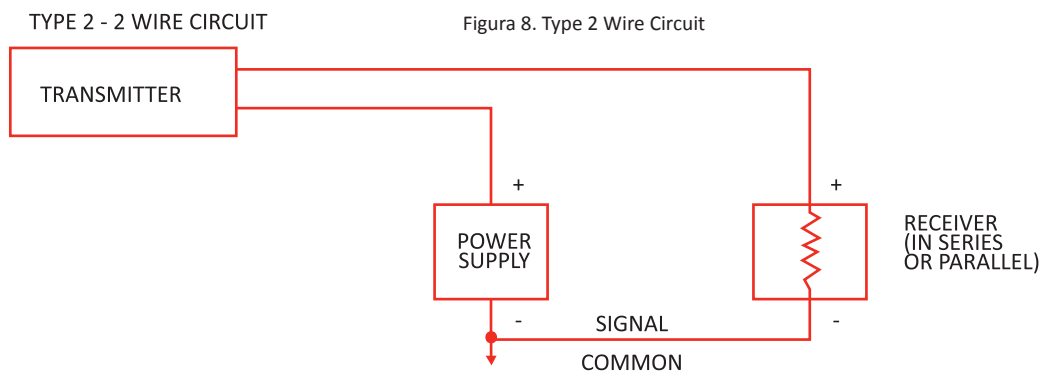 TYPE 2 - 2 WIRE CIRCUIT
Figura 8. Type 2 Wire Circuit
TRANSMITTER
+
+
POWER
SUPPLY
RECEIVER
(IN SERIES
OR PARALLEL)
-
-
SIGNAL
COMMON